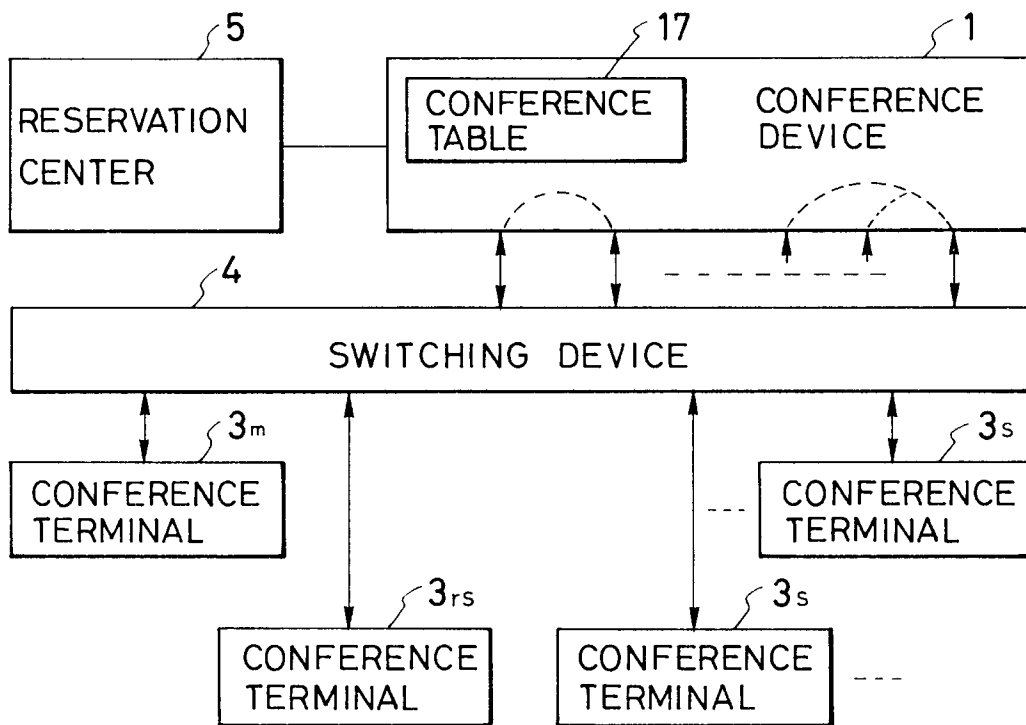 5
17
1
RESERVATION
CENTER
CONFERENCE
TABLE
CONFERENCE
DEVICE
4
SWITCHING DEVICE
3m
3s
CONFERENCE
TERMINAL
CONFERENCE
TERMINAL
3rs
3s
CONFERENCE
TERMINAL
CONFERENCE
TERMINAL